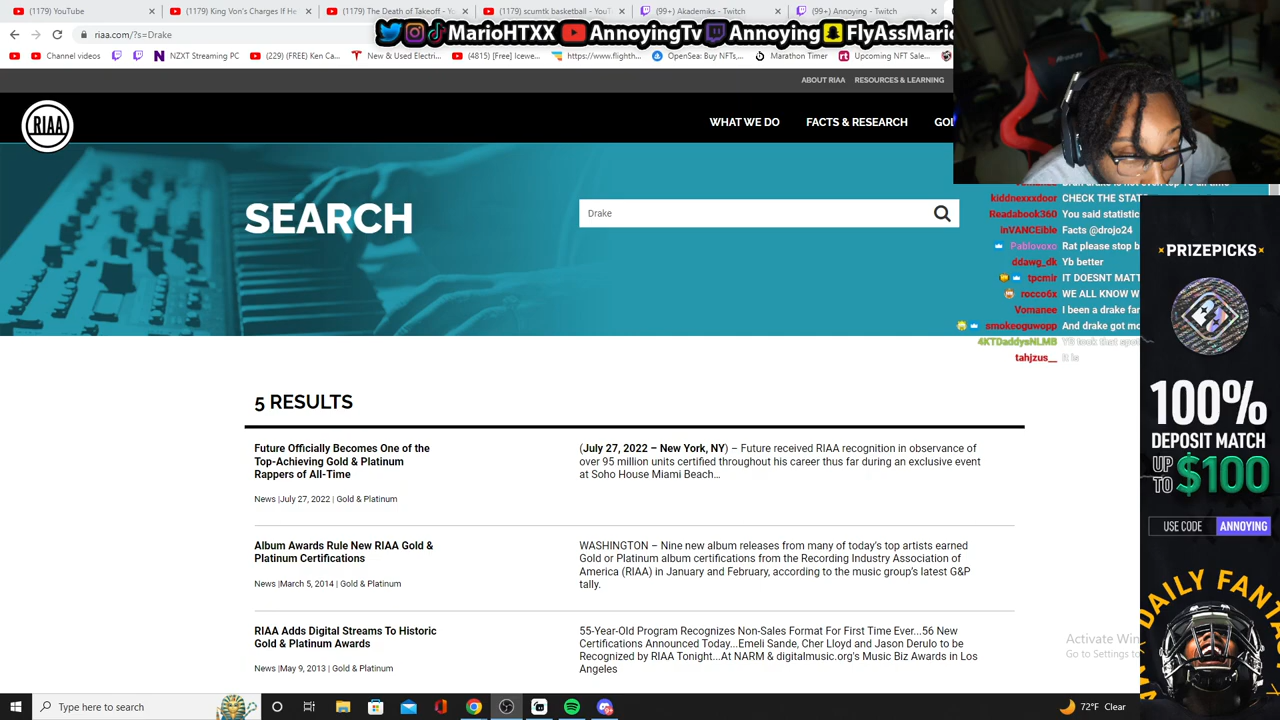 (1179) YouTube
(1179) King Von's Charges If He
(1179) The Death of Takeoff - Yo
(1179) scumtk basketball - YouT
(99+) Akademiks - Twitch
(99+) Annoying - Twitch
riaa.com/?s=Drake
MarioHTXX AnnoyingTv Annoying FlyAssMario
Channel videos
NZXT Streaming PC
(229) (FREE) Ken Ca...
New & Used Electri...
(4815) [Free] Icewe...
https://www.flighth...
OpenSea: Buy NFTs,...
Marathon Timer
Upcoming NFT Sale...
ABOUT RIAA RESOURCES & LEARNING
RIAA
WHAT WE DO FACTS & RESEARCH GOL
SEARCH
Drake
kiddnexxxdoor CHECK THE STAT
Readabook360 You said statistic
inVANCEible Facts @drojo24
Pablovoxo Rat please stop b
ddawg_dk Yb better
tpcmir IT DOESNT MATT
rocco6x WE ALL KNOW W
Vomanee I been a drake fan
smokeoguwopp And drake got mo
4KTDaddysNLMB
tahjzus__ It is
5 RESULTS
Future Officially Becomes One of the
Top-Achieving Gold & Platinum
Rappers of All-Time
News |July 27, 2022 | Gold & Platinum
(July 27, 2022 – New York, NY) – Future received RIAA recognition in observance of
over 95 million units certified throughout his career thus far during an exclusive event
at Soho House Miami Beach...
Album Awards Rule New RIAA Gold &
Platinum Certifications
News |March 5, 2014 | Gold & Platinum
WASHINGTON – Nine new album releases from many of today's top artists earned
Gold or Platinum album certifications from the Recording Industry Association of
America (RIAA) in January and February, according to the music group's latest G&P
tally.
RIAA Adds Digital Streams To Historic
Gold & Platinum Awards
News |May 9, 2013 | Gold & Platinum
55-Year-Old Program Recognizes Non-Sales Format For First Time Ever...56 New
Certifications Announced Today...Emeli Sande, Cher Lloyd and Jason Derulo to be
Recognized by RIAA Tonight...At NARM & digitalmusic.org's Music Biz Awards in Los
Angeles
PRIZEPICKS
100%
DEPOSIT MATCH
UP TO $100
USE CODE ANNOYING
DAILY FANT
Activate Win
Go to Settings to
Type here to search
72°F Clear